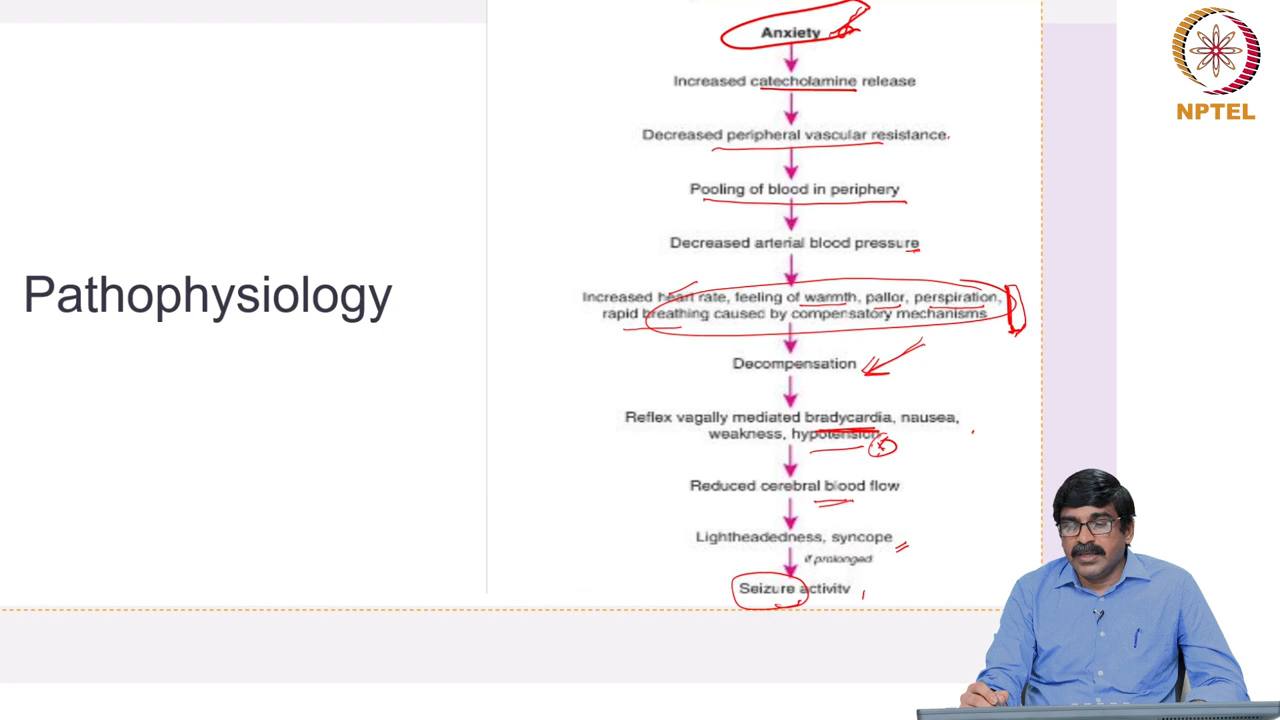 Pathophysiology
Anxiety
Increased catecholamine release
Decreased peripheral vascular resistance
Pooling of blood in periphery
Decreased arterial blood pressure
Increased heart rate, feeling of warmth, pallor, perspiration,
rapid breathing caused by compensatory mechanisms
Decompensation
Reflex vagally mediated bradycardia, nausea,
weakness, hypotension
Reduced cerebral blood flow
Lightheadedness, syncope
if prolonged
Seizure activity
NPTEL